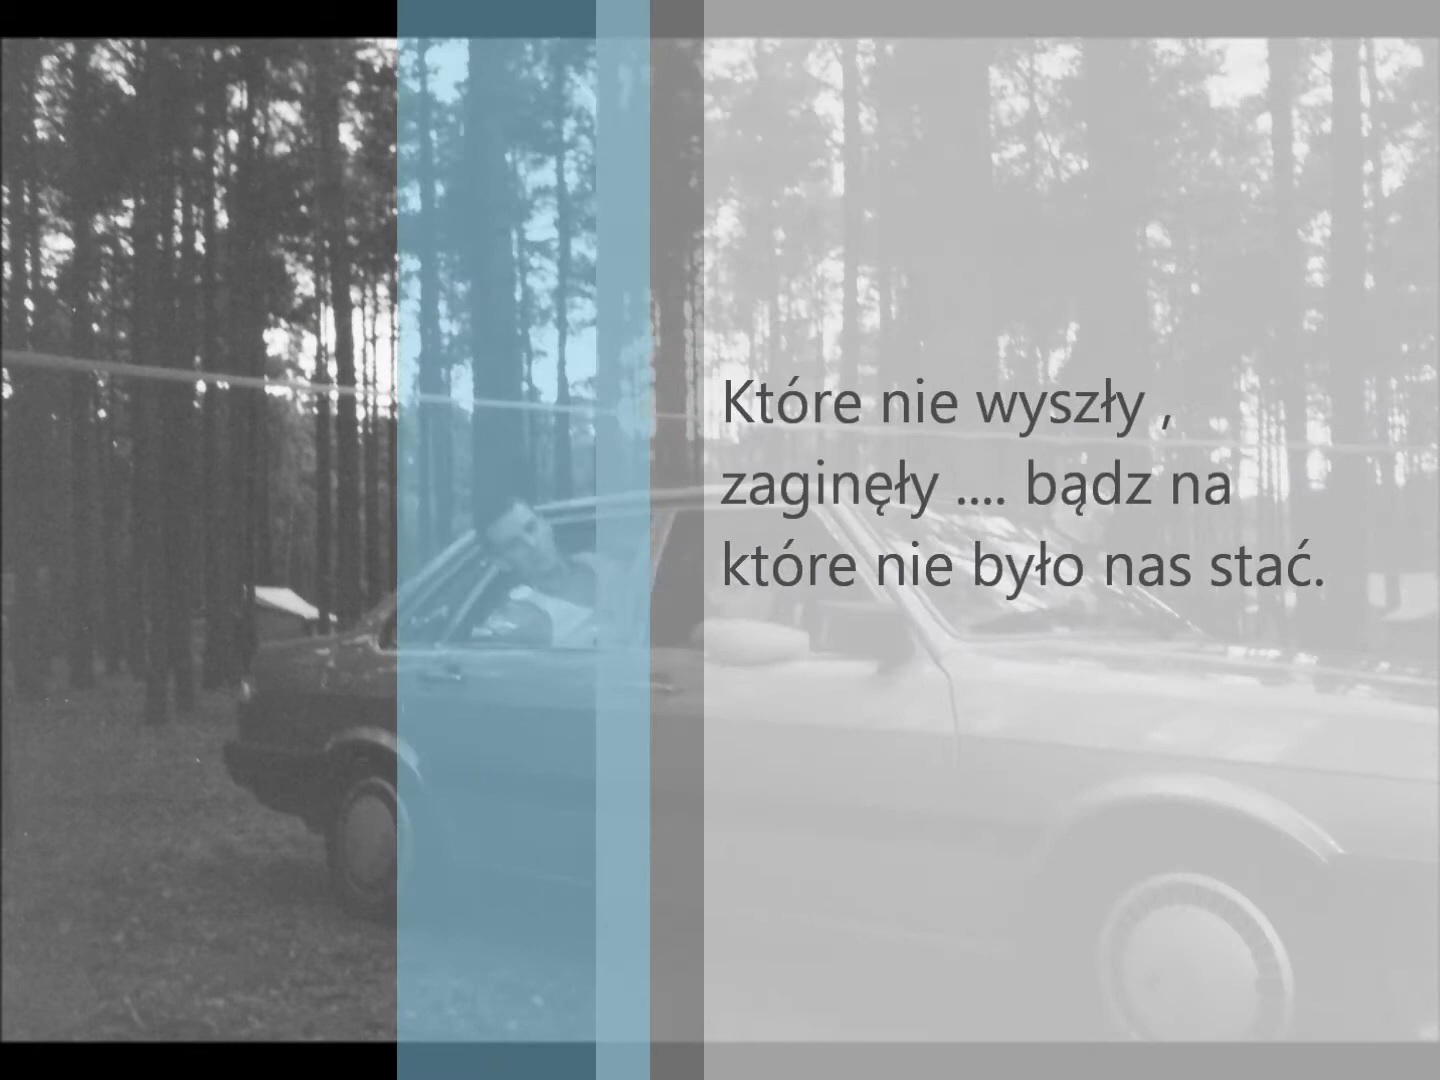 Które nie wyszły ,
zaginęły .... bądz na
które nie było nas stać.